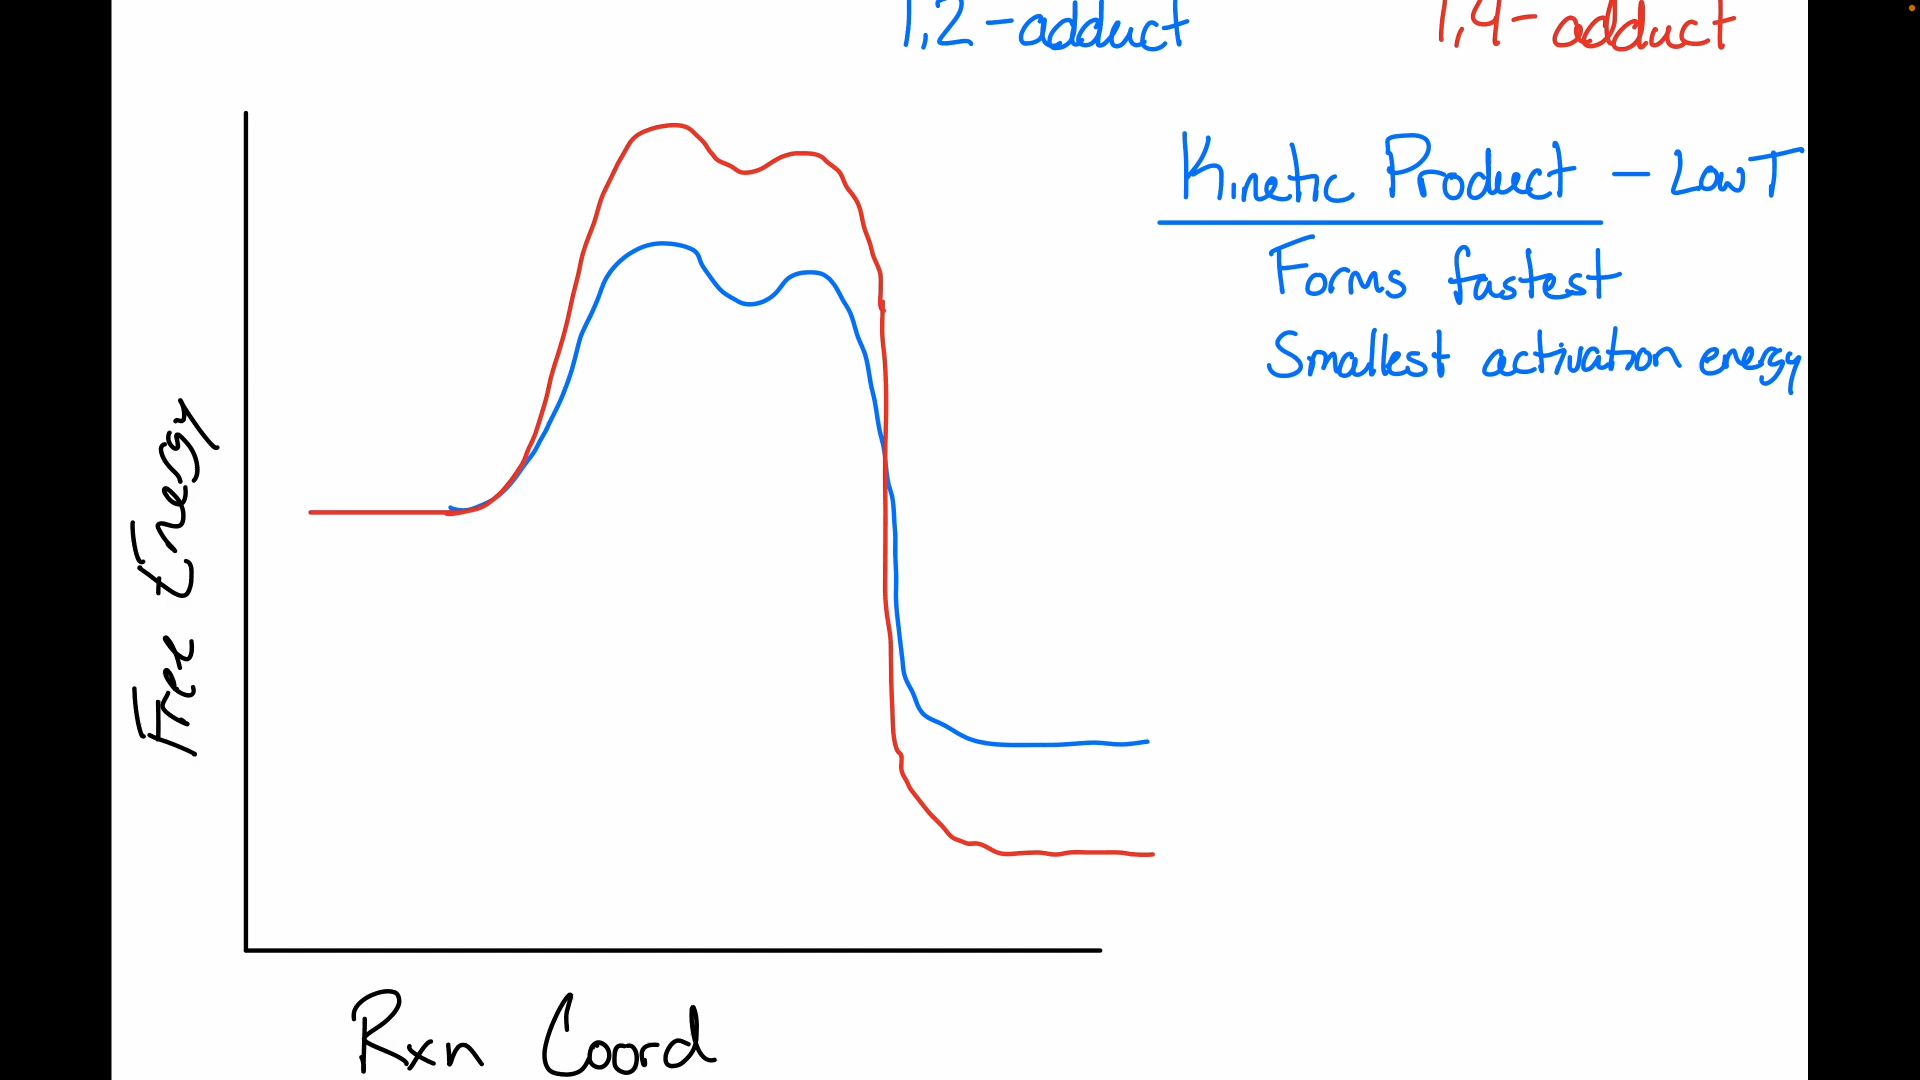 1,2-adduct
1,4-adduct
Kinetic Product - Low T
Forms fastest
Smallest activation energy
Free Energy
Rxn Coord